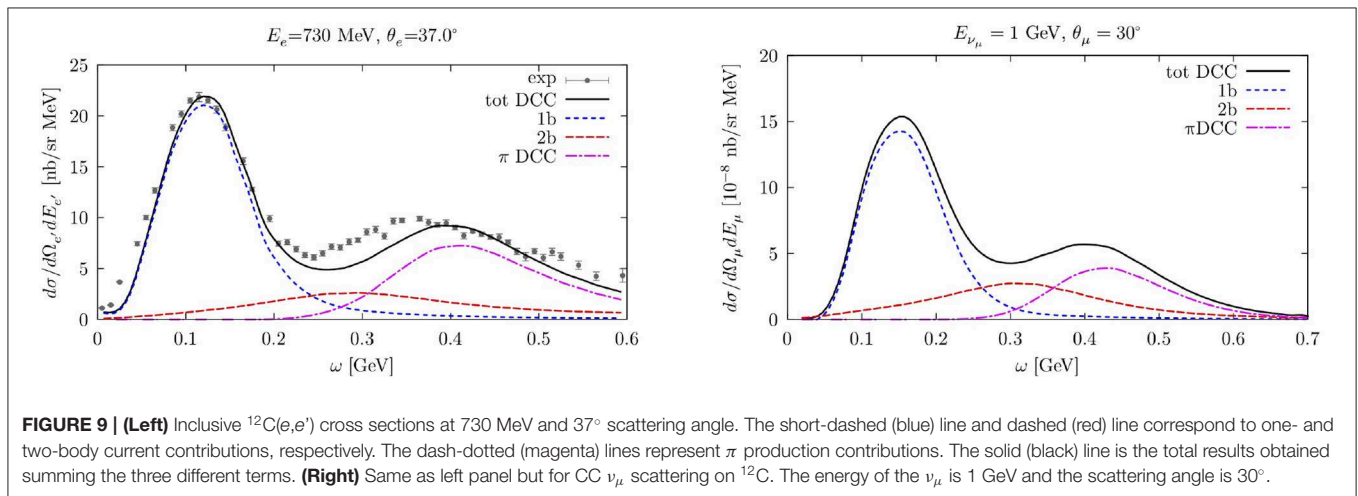 E_e=730 MeV, θ_e=37.0°
dσ/dΩ_e′dE_e′ [nb/sr MeV]
25
20
15
10
5
0
exp
tot DCC
1b
2b
π DCC
0 0.1 0.2 0.3 0.4 0.5 0.6
ω [GeV]
E_νμ = 1 GeV, θ_μ = 30°
dσ/dΩ_μdE_μ [10⁻⁸ nb/sr MeV]
20
15
10
5
0
tot DCC
1b
2b
πDCC
0 0.1 0.2 0.3 0.4 0.5 0.6 0.7
ω [GeV]
FIGURE 9 | (Left) Inclusive ¹²C(e,e’) cross sections at 730 MeV and 37° scattering angle. The short-dashed (blue) line and dashed (red) line correspond to one- and
two-body current contributions, respectively. The dash-dotted (magenta) lines represent π production contributions. The solid (black) line is the total results obtained
summing the three different terms. (Right) Same as left panel but for CC ν_μ scattering on ¹²C. The energy of the ν_μ is 1 GeV and the scattering angle is 30°.